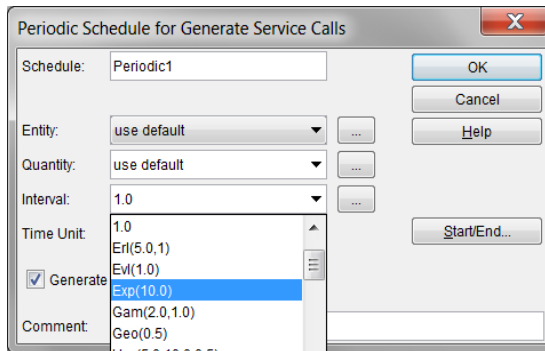 Periodic Schedule for Generate Service Calls
Schedule: Periodic1 OK
Cancel
Entity: use default ... Help
Quantity: use default ...
Interval: 1.0 ...
Time Unit: 1.0 Start/End...
Erl(5.0,1)
Evl(1.0)
Generate Exp(10.0)
Gam(2.0,1.0)
Comment: Geo(0.5)